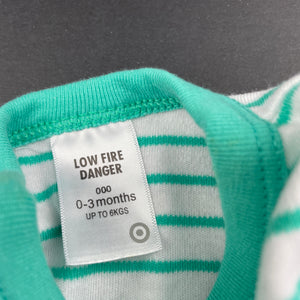 LOW FIRE
DANGER
000
0-3 months
UP TO 6KGS